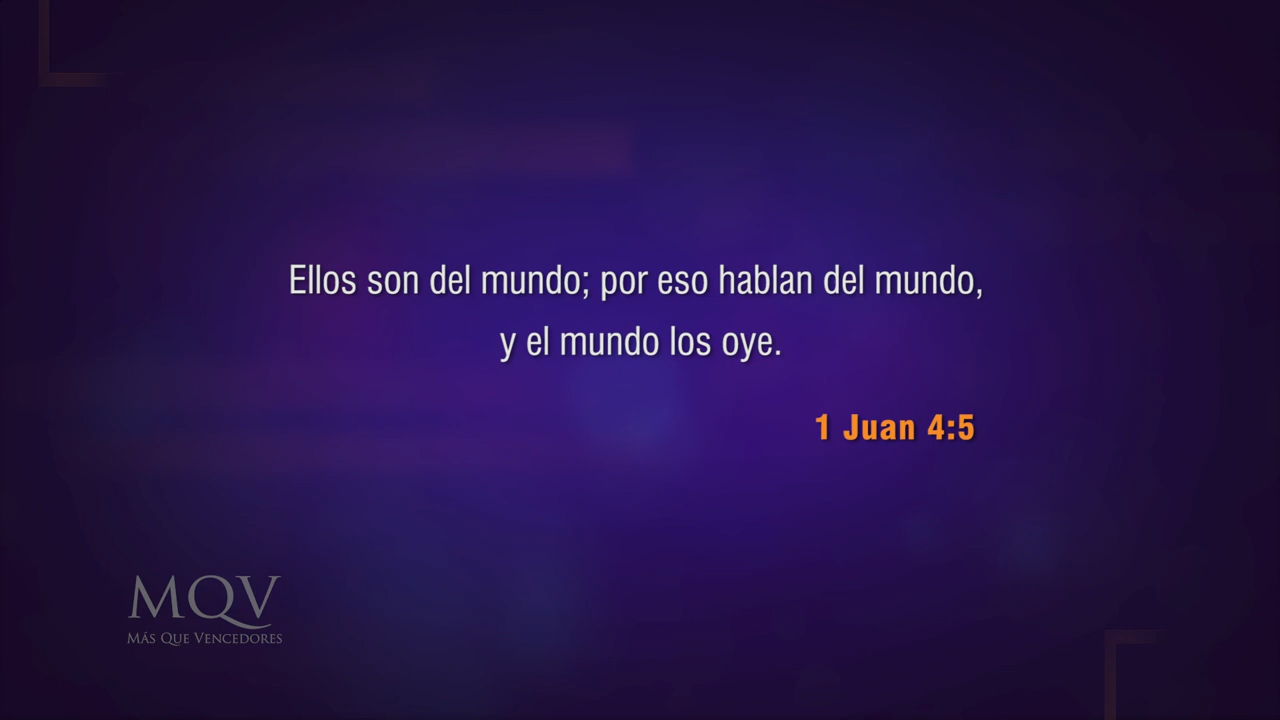 Ellos son del mundo; por eso hablan del mundo,
y el mundo los oye.
1 Juan 4:5
MQV
MÁS QUE VENCEDORES